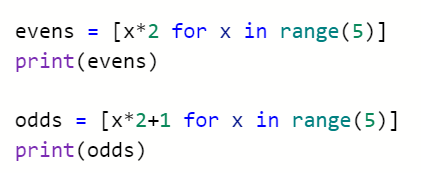 evens = [x*2 for x in range(5)]
print(evens)
odds = [x*2+1 for x in range(5)]
print(odds)